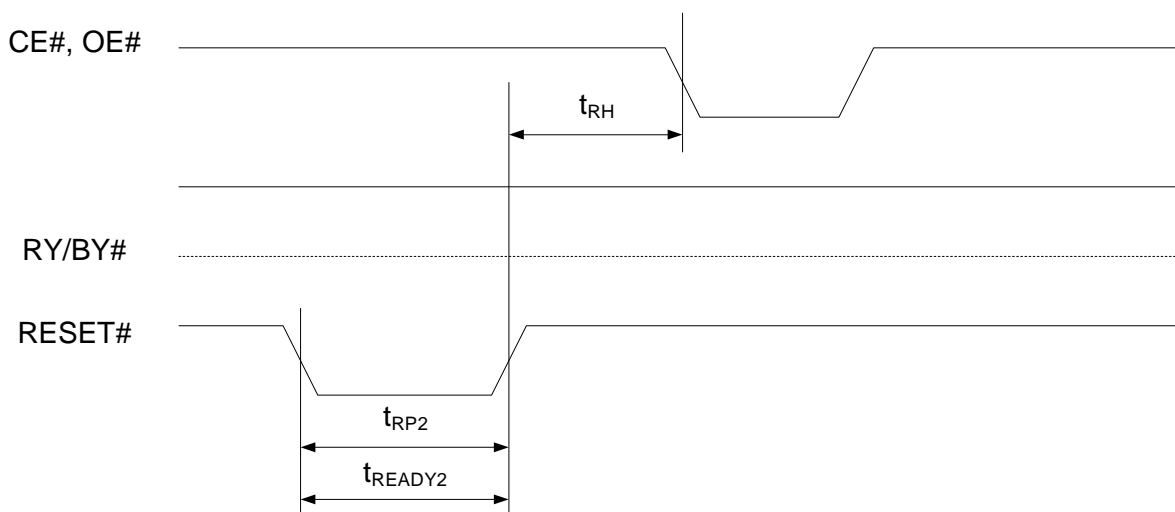 CE#, OE#
tRH
RY/BY#
RESET#
tRP2
tREADY2